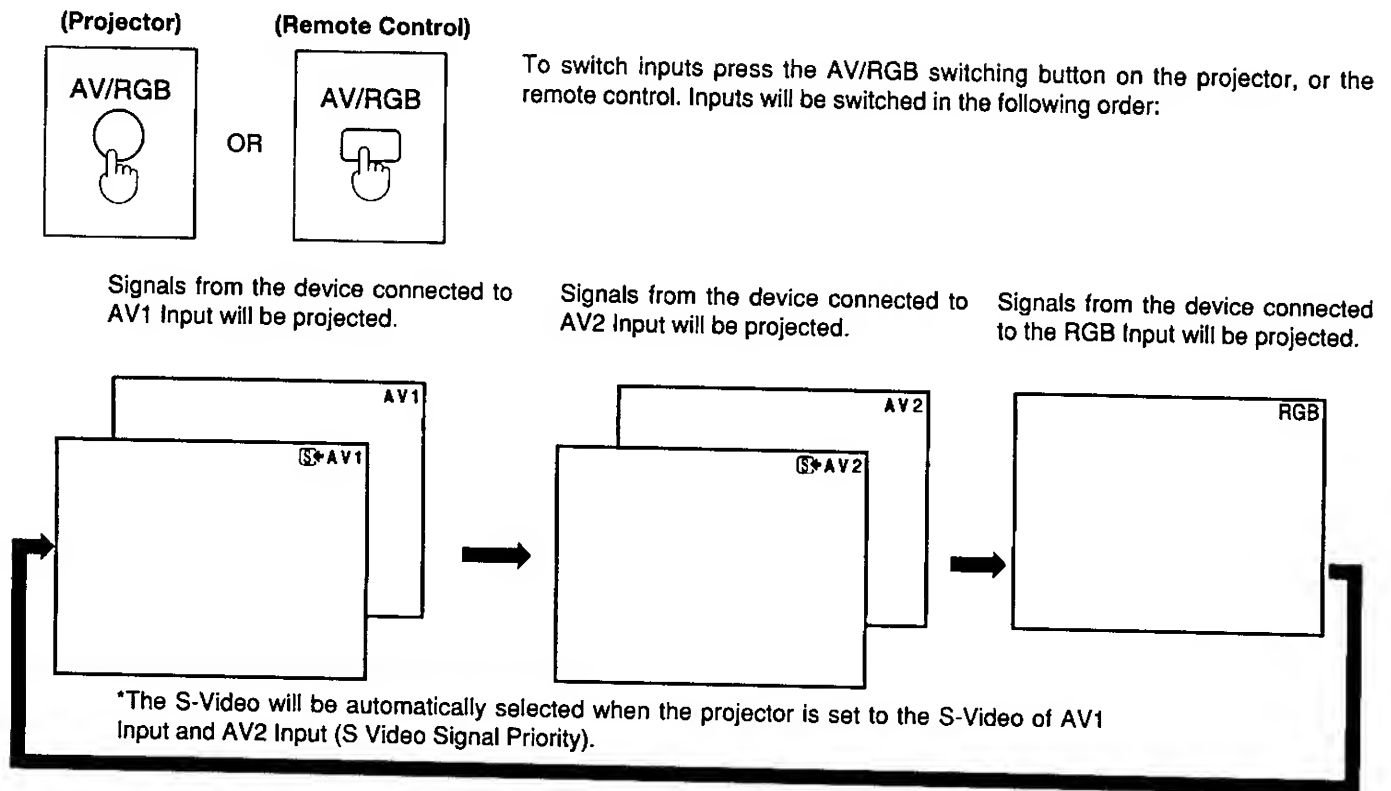 (Projector)
(Remote Control)
AV/RGB
OR
AV/RGB
To switch inputs press the AV/RGB switching button on the projector, or the
remote control. Inputs will be switched in the following order:
Signals from the device connected to
AV1 Input will be projected.
Signals from the device connected to
AV2 Input will be projected.
Signals from the device connected
to the RGB Input will be projected.
AV1
S AV1
AV2
S AV2
RGB
*The S-Video will be automatically selected when the projector is set to the S-Video of AV1
Input and AV2 Input (S Video Signal Priority).